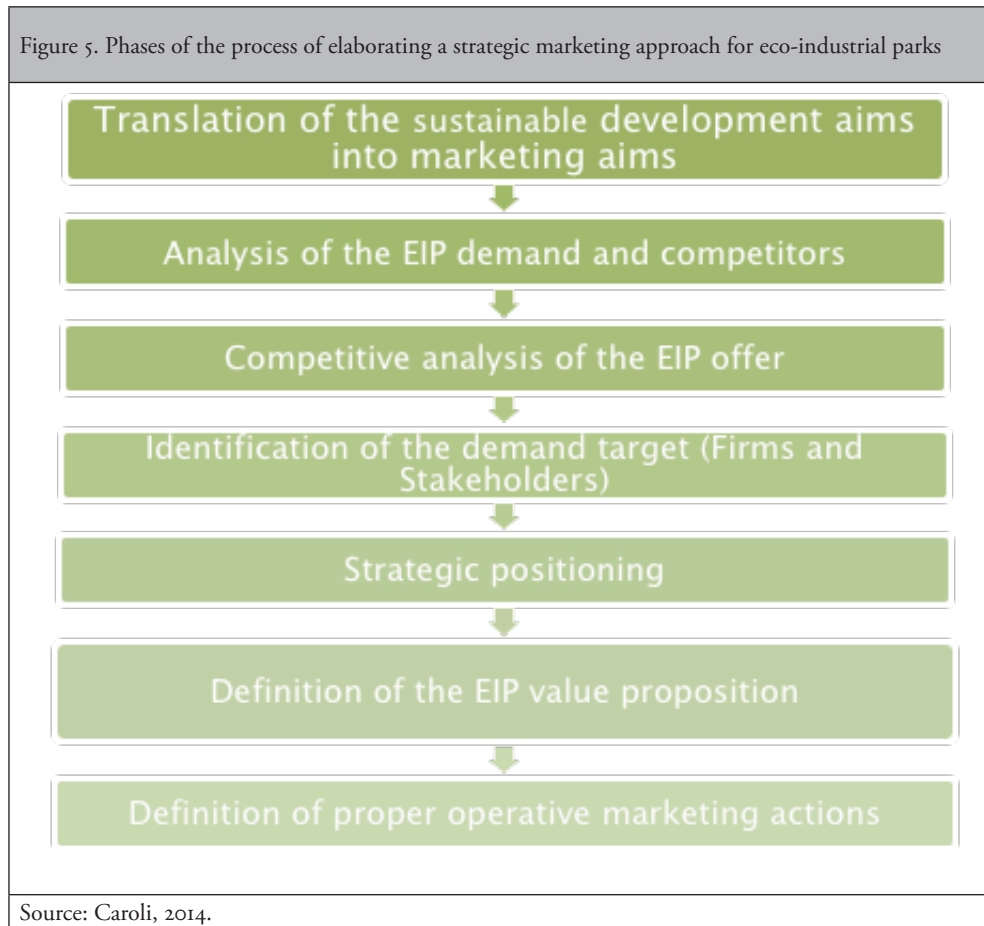 Figure 5. Phases of the process of elaborating a strategic marketing approach for eco-industrial parks
Translation of the sustainable development aims
into marketing aims
Analysis of the EIP demand and competitors
Competitive analysis of the EIP offer
Identification of the demand target (Firms and
Stakeholders)
Strategic positioning
Definition of the EIP value proposition
Definition of proper operative marketing actions
Source: Caroli, 2014.